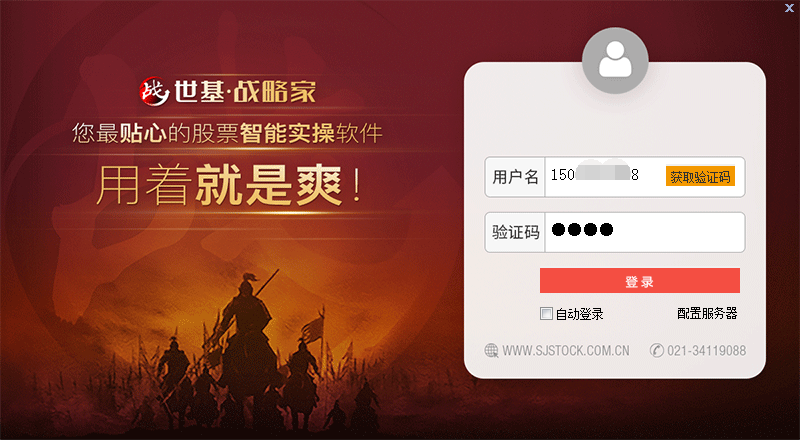 战 世基·战略家
您最贴心的股票智能实操软件
用着就是爽！
用户名 150 8 获取验证码
验证码 ●●●●
登录
自动登录 配置服务器
WWW.SJSTOCK.COM.CN 021-34119088